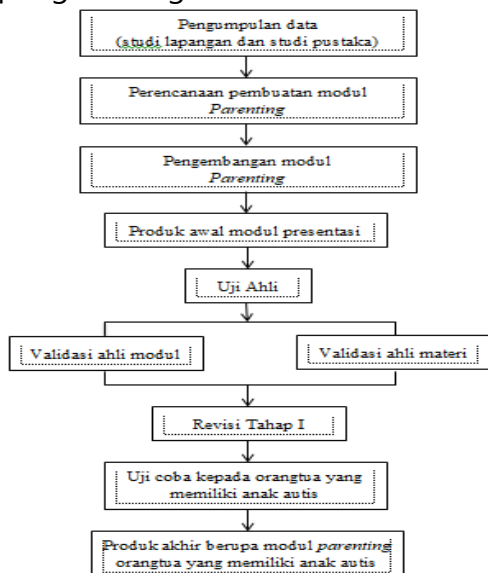 Pengumpulan data
(studi lapangan dan studi pustaka)
Perencanaan pembuatan modul
Parenting
Pengembangan modul
Parenting
Produk awal modul presentasi
Uji Ahli
Validasi ahli modul
Validasi ahli materi
Revisi Tahap I
Uji coba kepada orangtua yang
memiliki anak autis
Produk akhir berupa modul parenting
orangtua yang memiliki anak autis